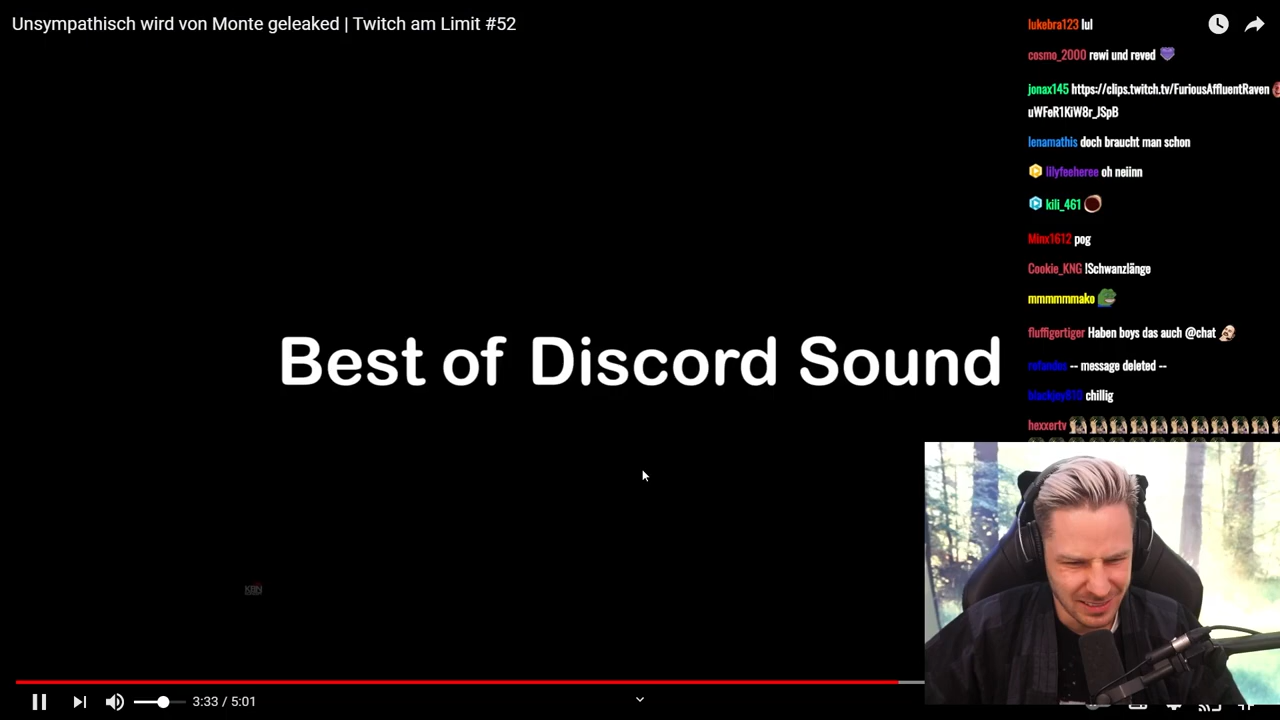 Unsympathisch wird von Monte geleaked | Twitch am Limit #52
lukebra123 lul
cosmo_2000 rewi und reved
jonax145 https://clips.twitch.tv/FuriousAffluentRaven
uWFeR1KiW8r_JSpB
lenamathis doch braucht man schon
lilyfeeheree oh neiinn
kili_461
Minx1612 pog
Cookie_KNG !Schwanzlänge
mmmmmmako
fluffigertiger Haben boys das auch @chat
-- message deleted --
chillig
hexxertv
Best of Discord Sound
KBN
3:33 / 5:01